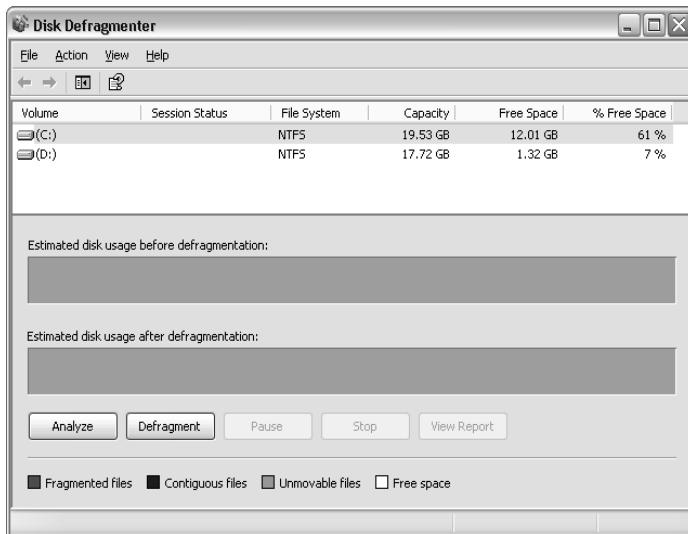 Disk Defragmenter
File Action View Help
Volume Session Status File System Capacity Free Space % Free Space
(C:) NTFS 19.53 GB 12.01 GB 61 %
(D:) NTFS 17.72 GB 1.32 GB 7 %
Estimated disk usage before defragmentation:
Estimated disk usage after defragmentation:
Analyze Defragment Pause Stop View Report
Fragmented files Contiguous files Unmovable files Free space